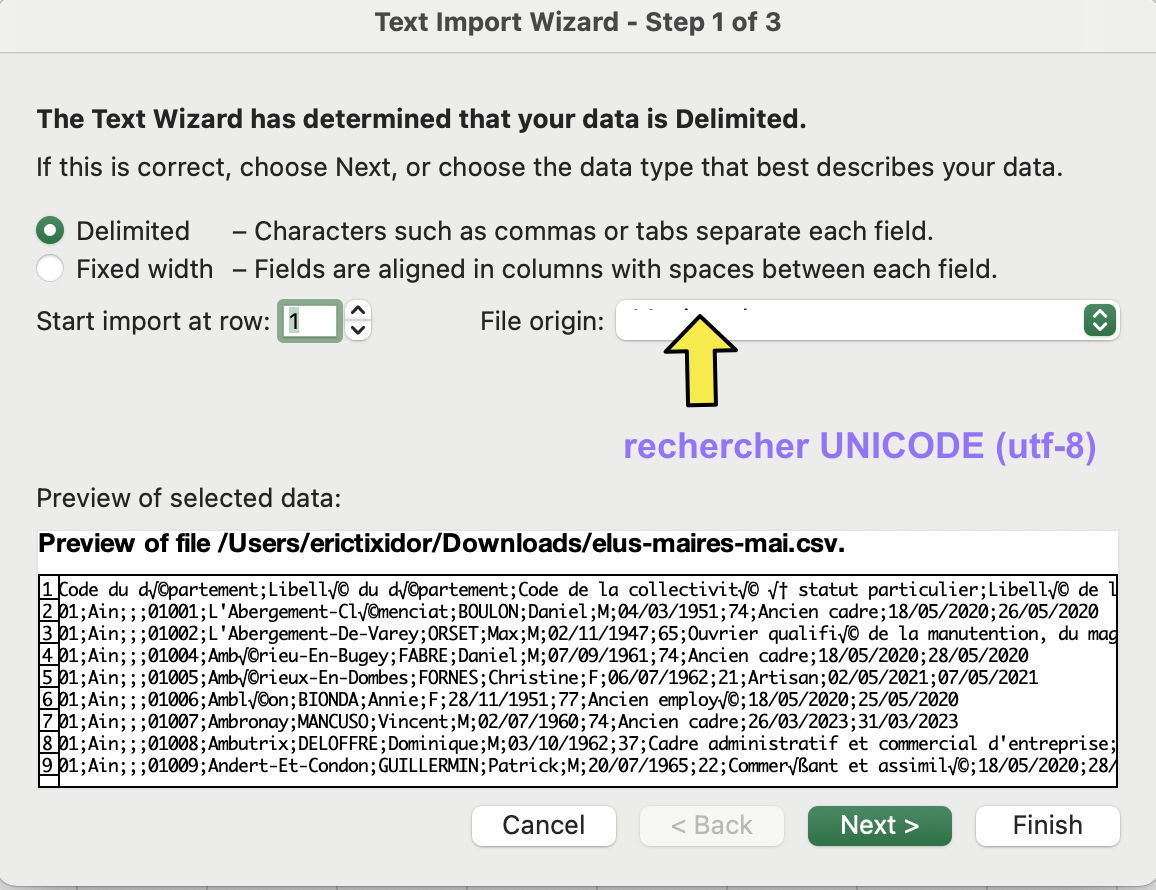 Text Import Wizard - Step 1 of 3
The Text Wizard has determined that your data is Delimited.
If this is correct, choose Next, or choose the data type that best describes your data.
Delimited – Characters such as commas or tabs separate each field.
Fixed width – Fields are aligned in columns with spaces between each field.
Start import at row: 1 File origin:
rechercher UNICODE (utf-8)
Preview of selected data:
Preview of file /Users/erictixidor/Downloads/elus-maires-mai.csv.
1 Code du d√©partement;Libell√© du d√©partement;Code de la collectivit√© √† statut particulier;Libell√© de l
2 01;Ain;;;01001;L'Abergement-Cl√©menciat;BOULON;Daniel;M;04/03/1951;74;Ancien cadre;18/05/2020;26/05/2020
3 01;Ain;;;01002;L'Abergement-De-Varey;ORSET;Max;M;02/11/1947;65;Ouvrier qualifi√© de la manutention, du mag
4 01;Ain;;;01004;Amb√©rieu-En-Bugey;FABRE;Daniel;M;07/09/1961;74;Ancien cadre;18/05/2020;28/05/2020
5 01;Ain;;;01005;Amb√©rieux-En-Dombes;FORNES;Christine;F;06/07/1962;21;Artisan;02/05/2021;07/05/2021
6 01;Ain;;;01006;Ambl√©on;BIONDA;Annie;F;28/11/1951;77;Ancien employ√©;18/05/2020;25/05/2020
7 01;Ain;;;01007;Ambronay;MANCUSO;Vincent;M;02/07/1960;74;Ancien cadre;26/03/2023;31/03/2023
8 01;Ain;;;01008;Ambutrix;DELOFFRE;Dominique;M;03/10/1962;37;Cadre administratif et commercial d'entreprise;
9 01;Ain;;;01009;Andert-Et-Condon;GUILLERMIN;Patrick;M;20/07/1965;22;Commer√ßant et assimil√©;18/05/2020;28/
Cancel < Back Next > Finish